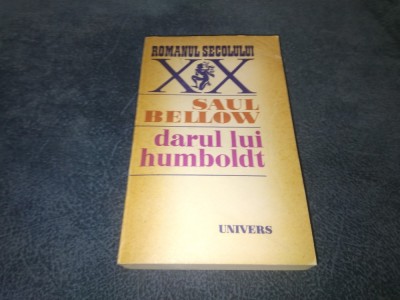 ROMANUL SECOLULUI
XX
SAUL
BELLOW
darul lui
humboldt
UNIVERS